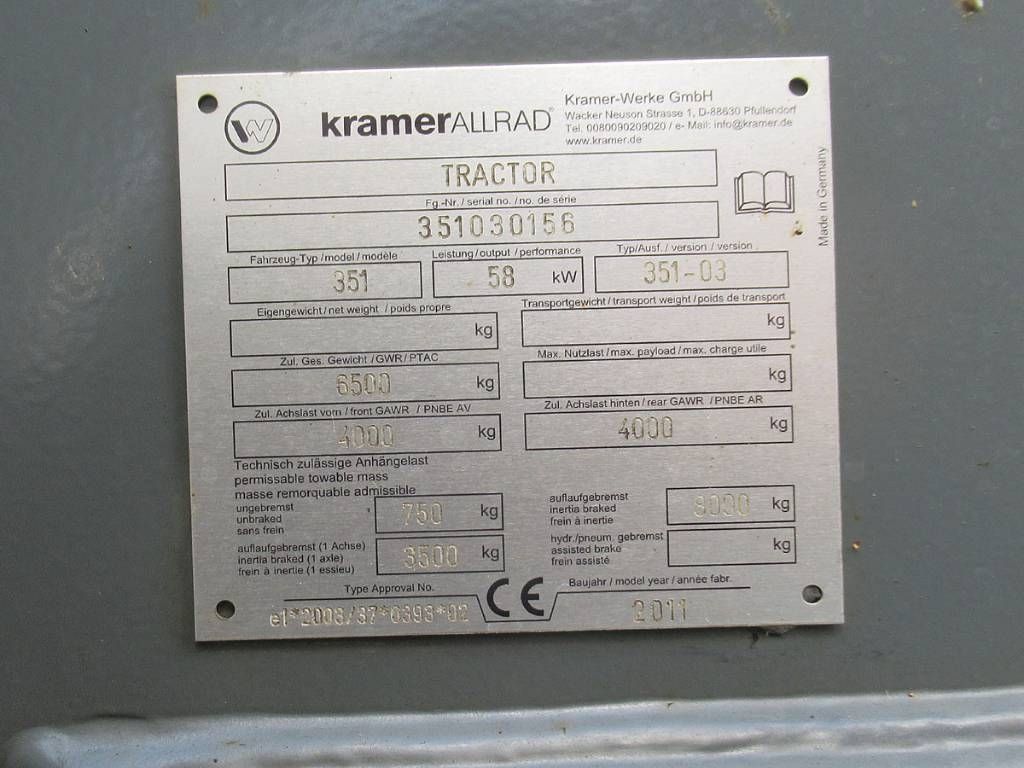 kramerALLRAD®
Kramer-Werke GmbH
Wacker Neuson Strasse 1, D-88630 Pfullendorf
Tel. 0080090209020 / e- Mail: info@kramer.de
www.kramer.de
TRACTOR
Fg.-Nr. / serial no. / no. de série
351030156
Made in Germany
Fahrzeug-Typ / model / modèle
351
Leistung / output / performance
58 kW
Typ/Ausf. / version / version
351-03
Eigengewicht / net weight / poids propre
kg
Transportgewicht / transport weight / poids de transport
kg
Zul. Ges. Gewicht / GWR / PTAC
6500 kg
Max. Nutzlast / max. payload / max. charge utile
kg
Zul. Achslast vorn / front GAWR / PNBE AV
4000 kg
Zul. Achslast hinten / rear GAWR / PNBE AR
4000 kg
Technisch zulässige Anhängelast
permissable towable mass
masse remorquable admissible
ungebremst
unbraked
sans frein
750 kg
auflaufgebremst
inertia braked
frein à inertie
kg
auflaufgebremst (1 Achse)
inertia braked (1 axle)
frein à inertie (1 essieu)
3500 kg
hydr./pneum. gebremst
assisted brake
frein assisté
kg
Type Approval No.
e1*2003/37*0393*02
CE
Baujahr / model year / année fabr.
2011